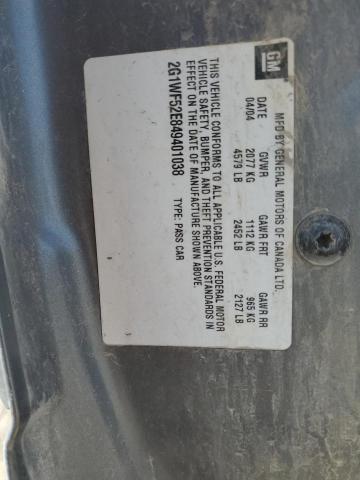 GM
MFD BY GENERAL MOTORS OF CANADA LTD.
DATE GVWR GAWR FRT GAWR RR
04/04 2077 KG 1112 KG 965 KG
4579 LB 2452 LB 2127 LB
THIS VEHICLE CONFORMS TO ALL APPLICABLE U.S. FEDERAL MOTOR
VEHICLE SAFETY, BUMPER, AND THEFT PREVENTION STANDARDS IN
EFFECT ON THE DATE OF MANUFACTURE SHOWN ABOVE.
2G1WF52E849401038 TYPE: PASS CAR